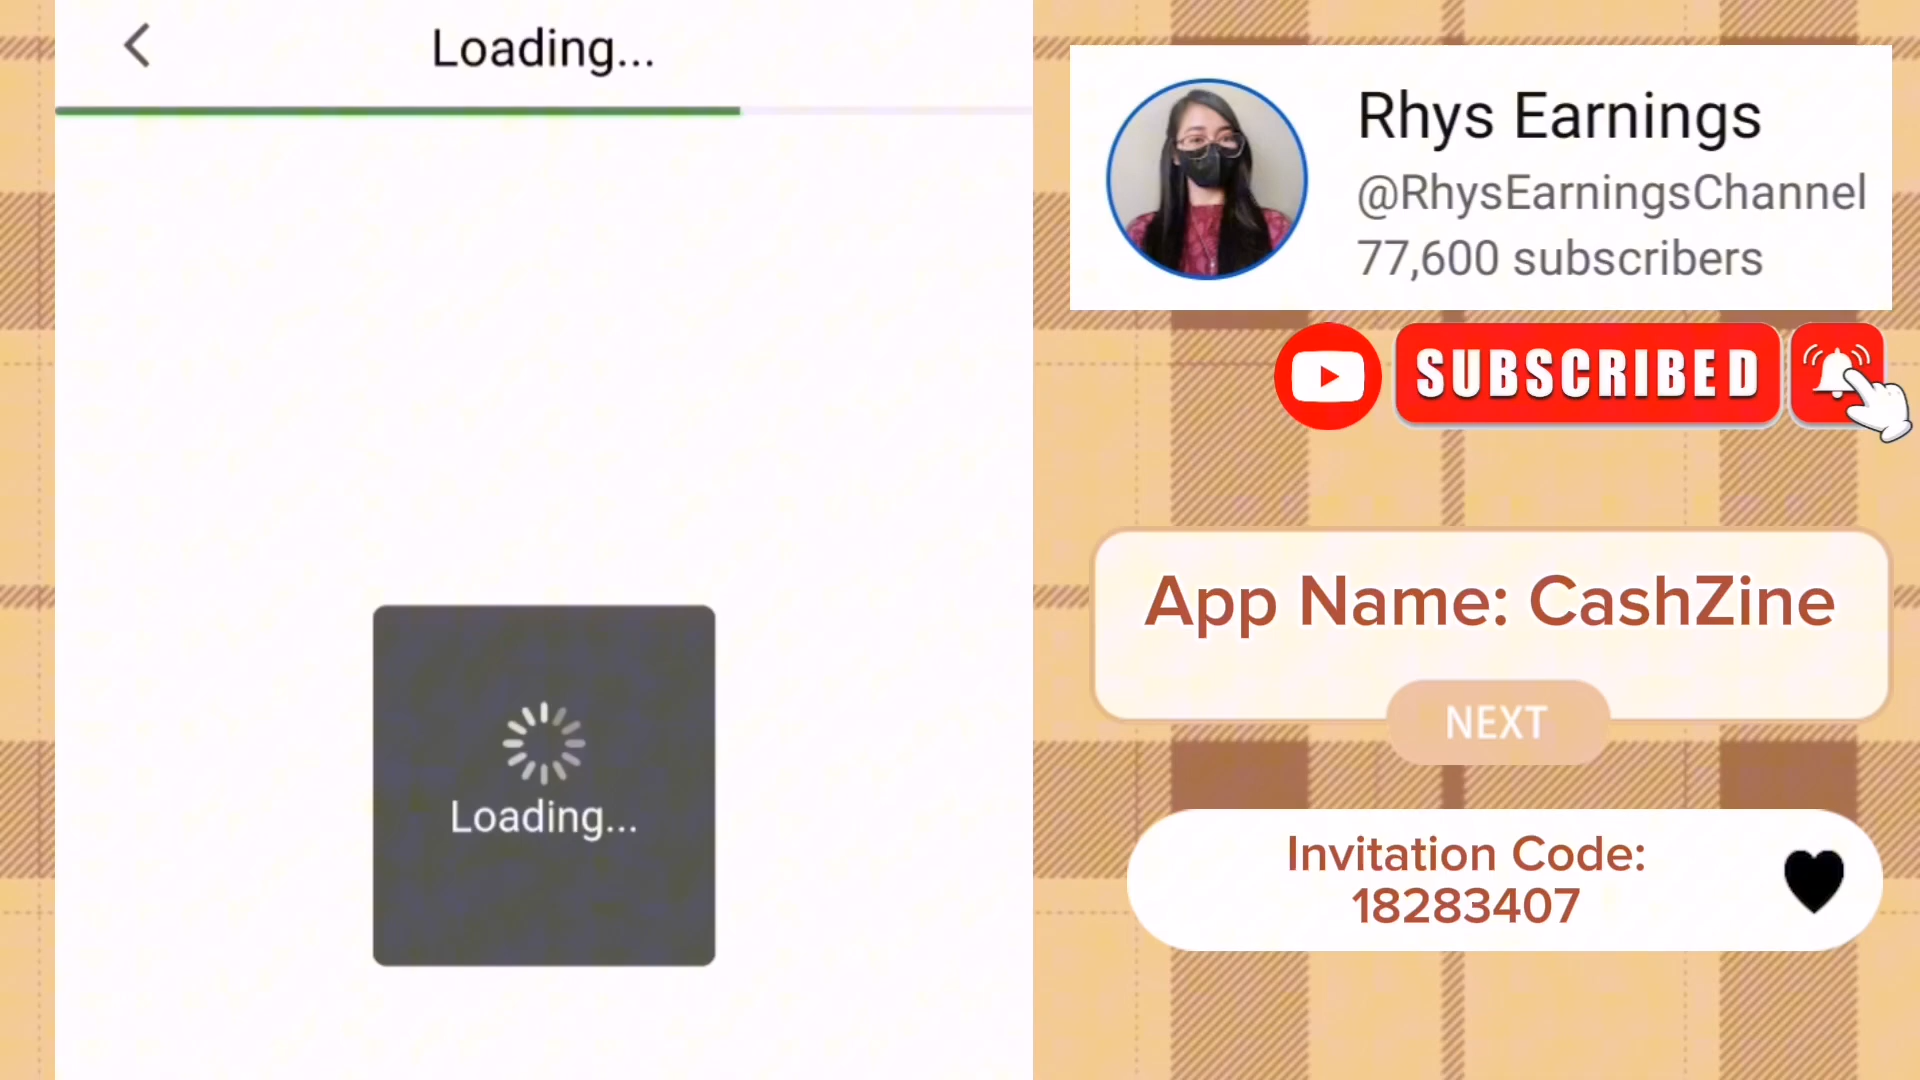 Loading...
Loading...
Rhys Earnings
@RhysEarningsChannel
77,600 subscribers
SUBSCRIBED
App Name: CashZine
NEXT
Invitation Code:
18283407